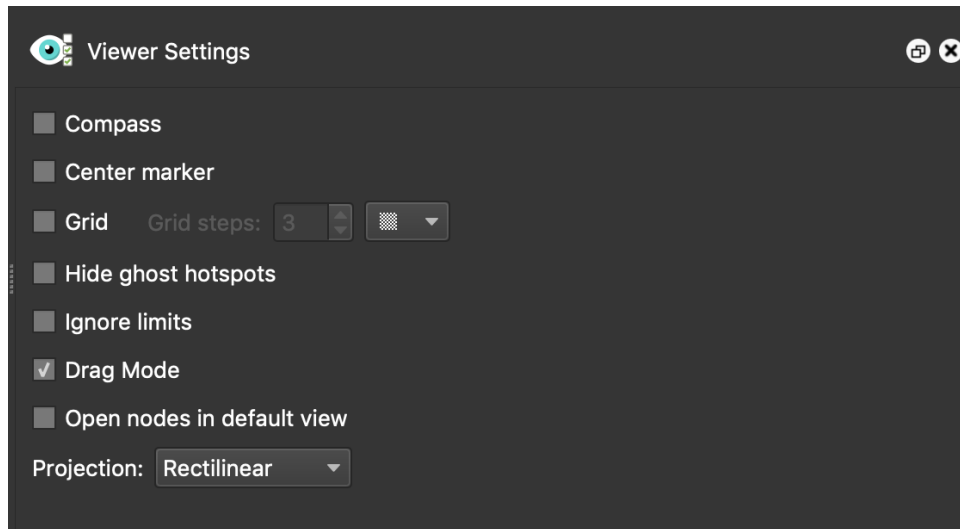 Viewer Settings
Compass
Center marker
Grid Grid steps: 3
Hide ghost hotspots
Ignore limits
Drag Mode
Open nodes in default view
Projection: Rectilinear